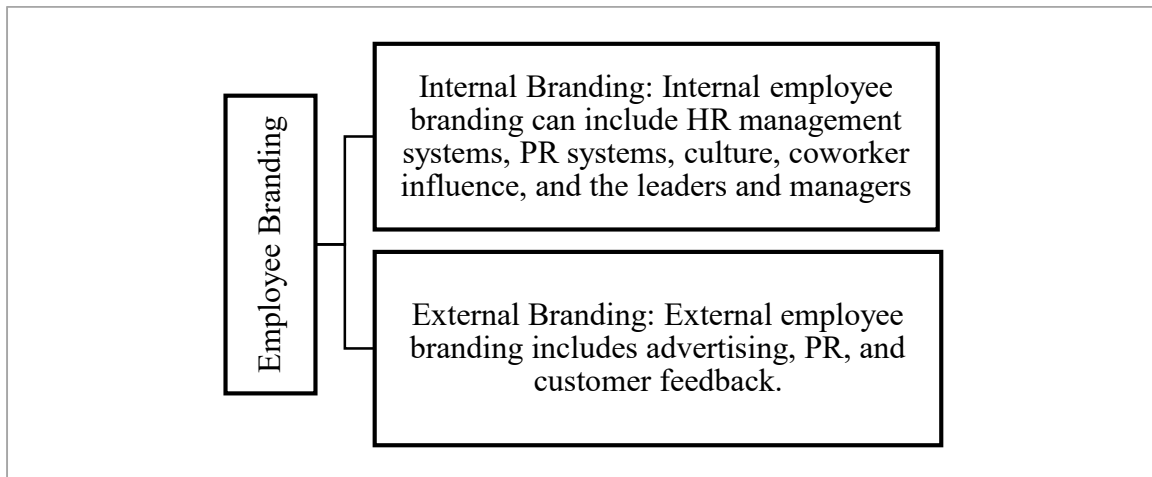 Employee Branding
Internal Branding: Internal employee
branding can include HR management
systems, PR systems, culture, coworker
influence, and the leaders and managers
External Branding: External employee
branding includes advertising, PR, and
customer feedback.